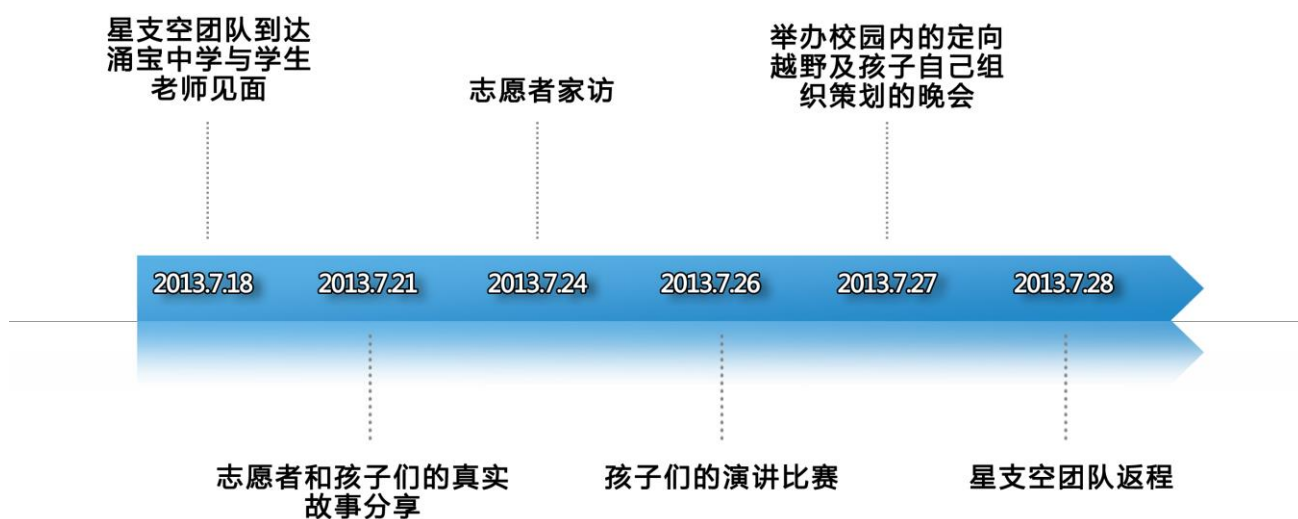 星支空团队到达
涌宝中学与学生
老师见面
志愿者家访
举办校园内的定向
越野及孩子自己组
织策划的晚会
2013.7.18
2013.7.21
2013.7.24
2013.7.26
2013.7.27
2013.7.28
志愿者和孩子们的真实
故事分享
孩子们的演讲比赛
星支空团队返程